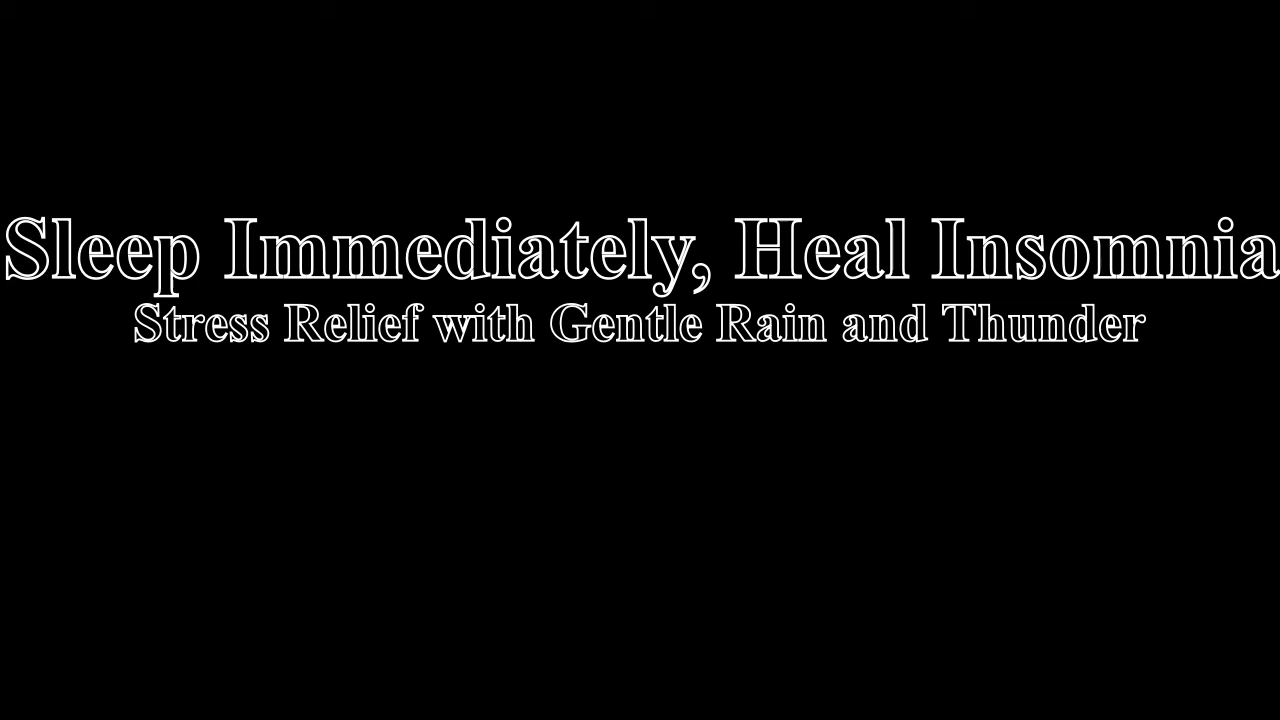 Sleep Immediately, Heal Insomnia
Stress Relief with Gentle Rain and Thunder